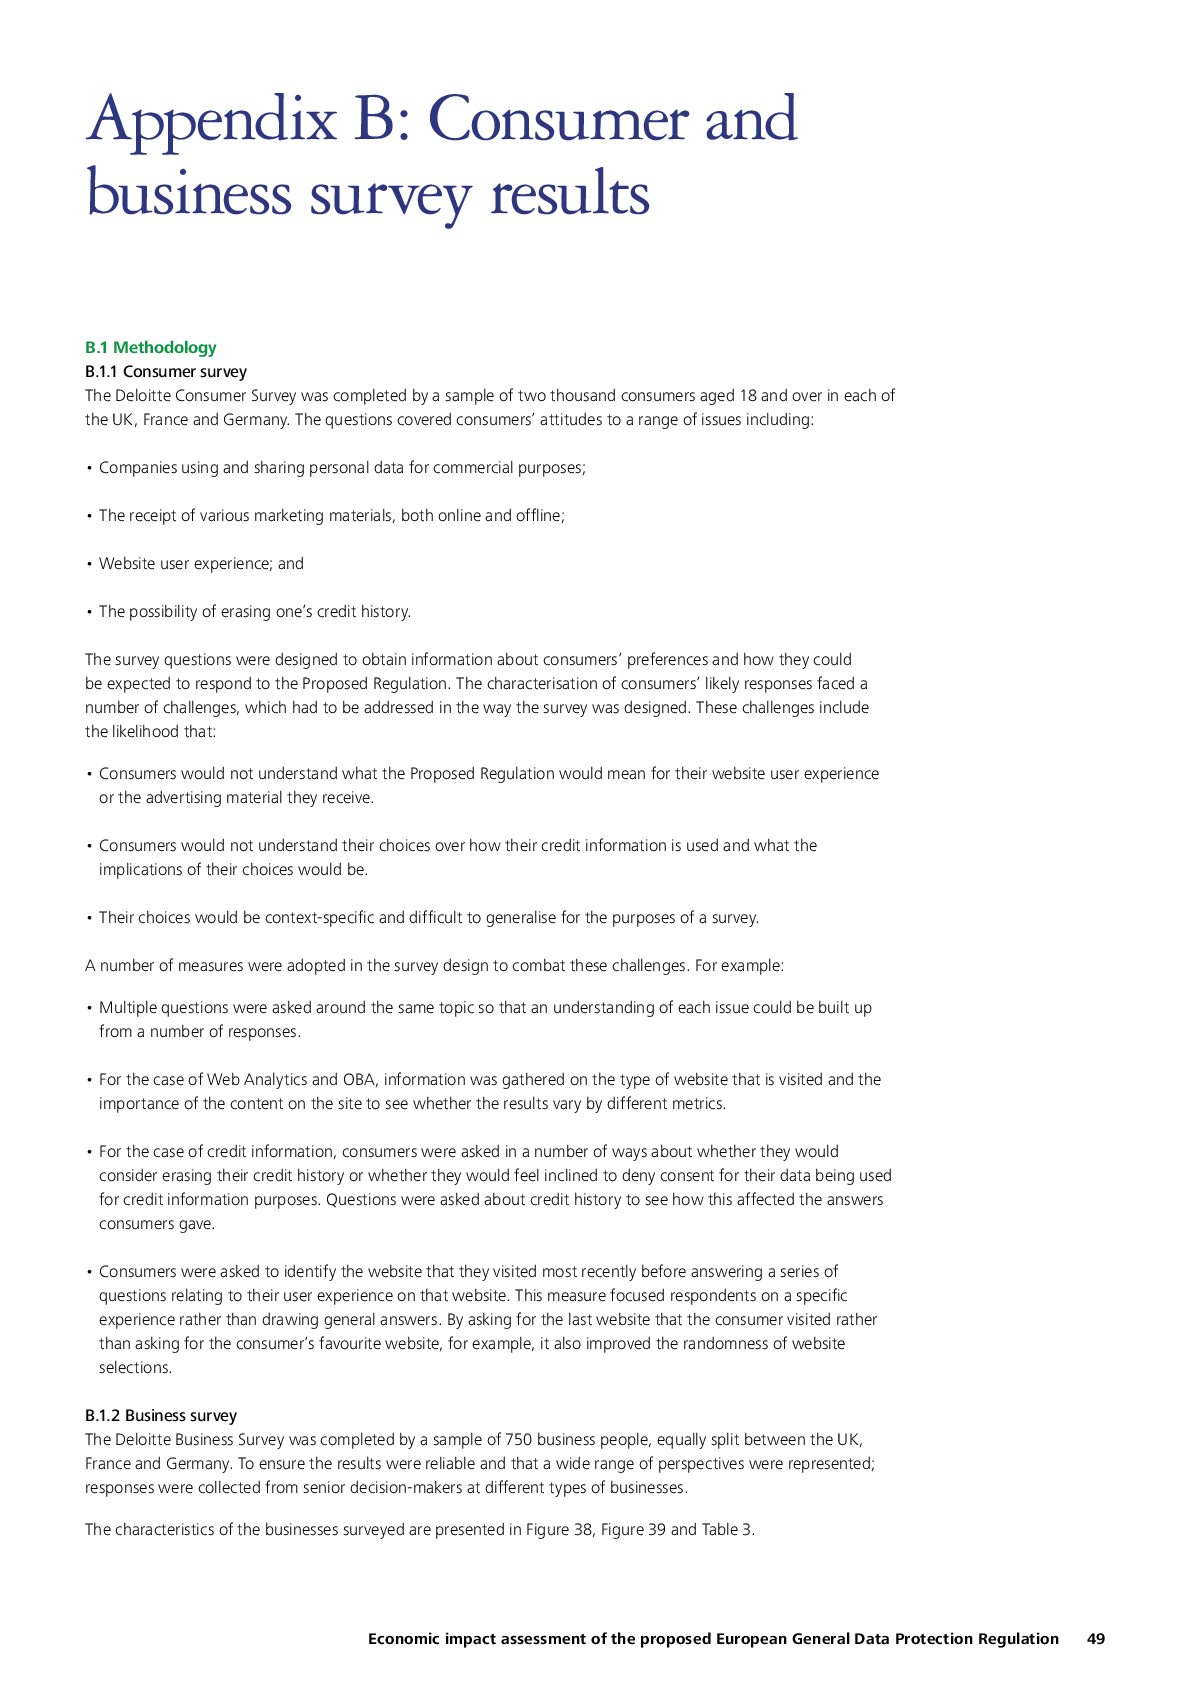 Appendix B: Consumer and
business survey results
B.1 Methodology
B.1.1 Consumer survey
The Deloitte Consumer Survey was completed by a sample of two thousand consumers aged 18 and over in each of
the UK, France and Germany. The questions covered consumers’ attitudes to a range of issues including:
• Companies using and sharing personal data for commercial purposes;
• The receipt of various marketing materials, both online and offline;
• Website user experience; and
• The possibility of erasing one’s credit history.
The survey questions were designed to obtain information about consumers’ preferences and how they could
be expected to respond to the Proposed Regulation. The characterisation of consumers’ likely responses faced a
number of challenges, which had to be addressed in the way the survey was designed. These challenges include
the likelihood that:
• Consumers would not understand what the Proposed Regulation would mean for their website user experience
or the advertising material they receive.
• Consumers would not understand their choices over how their credit information is used and what the
implications of their choices would be.
• Their choices would be context-specific and difficult to generalise for the purposes of a survey.
A number of measures were adopted in the survey design to combat these challenges. For example:
• Multiple questions were asked around the same topic so that an understanding of each issue could be built up
from a number of responses.
• For the case of Web Analytics and OBA, information was gathered on the type of website that is visited and the
importance of the content on the site to see whether the results vary by different metrics.
• For the case of credit information, consumers were asked in a number of ways about whether they would
consider erasing their credit history or whether they would feel inclined to deny consent for their data being used
for credit information purposes. Questions were asked about credit history to see how this affected the answers
consumers gave.
• Consumers were asked to identify the website that they visited most recently before answering a series of
questions relating to their user experience on that website. This measure focused respondents on a specific
experience rather than drawing general answers. By asking for the last website that the consumer visited rather
than asking for the consumer’s favourite website, for example, it also improved the randomness of website
selections.
B.1.2 Business survey
The Deloitte Business Survey was completed by a sample of 750 business people, equally split between the UK,
France and Germany. To ensure the results were reliable and that a wide range of perspectives were represented;
responses were collected from senior decision-makers at different types of businesses.
The characteristics of the businesses surveyed are presented in Figure 38, Figure 39 and Table 3.
Economic impact assessment of the proposed European General Data Protection Regulation 49